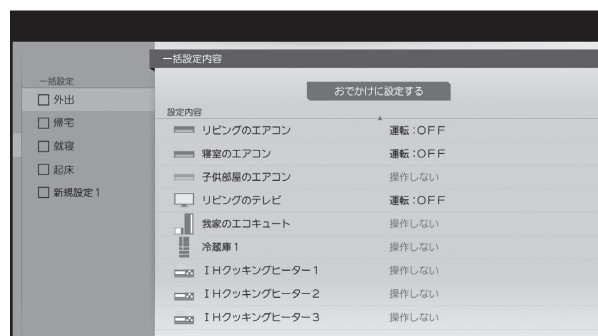 一括設定内容
一括設定
外出
帰宅
就寝
起床
新規設定1
おでかけに設定する
設定内容
リビングのエアコン 運転:OFF
寝室のエアコン 運転:OFF
子供部屋のエアコン 操作しない
リビングのテレビ 運転:OFF
我家のエコキュート 操作しない
冷蔵庫1 操作しない
IHクッキングヒーター1 操作しない
IHクッキングヒーター2 操作しない
IHクッキングヒーター3 操作しない